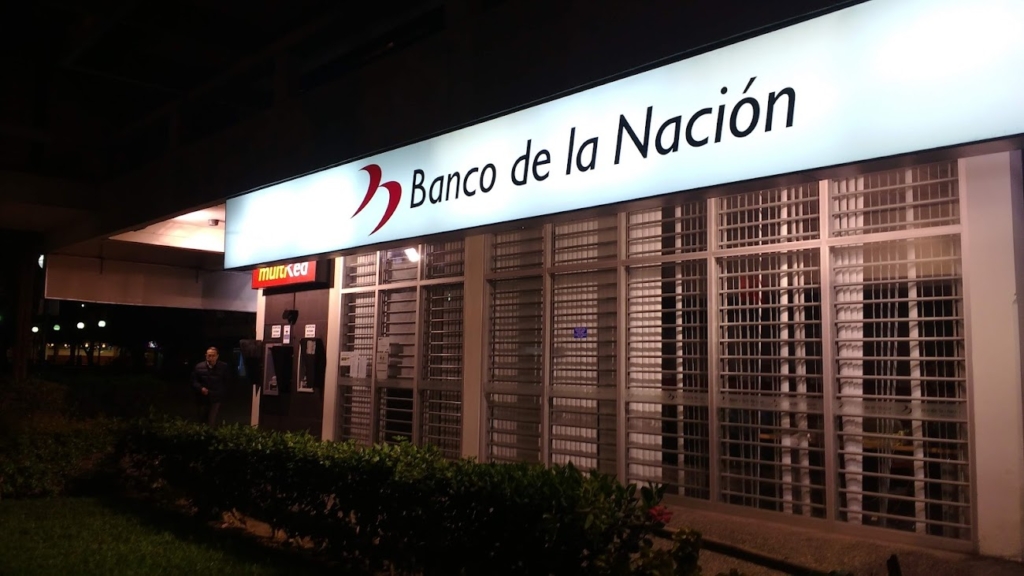 Banco de la Nación
multired